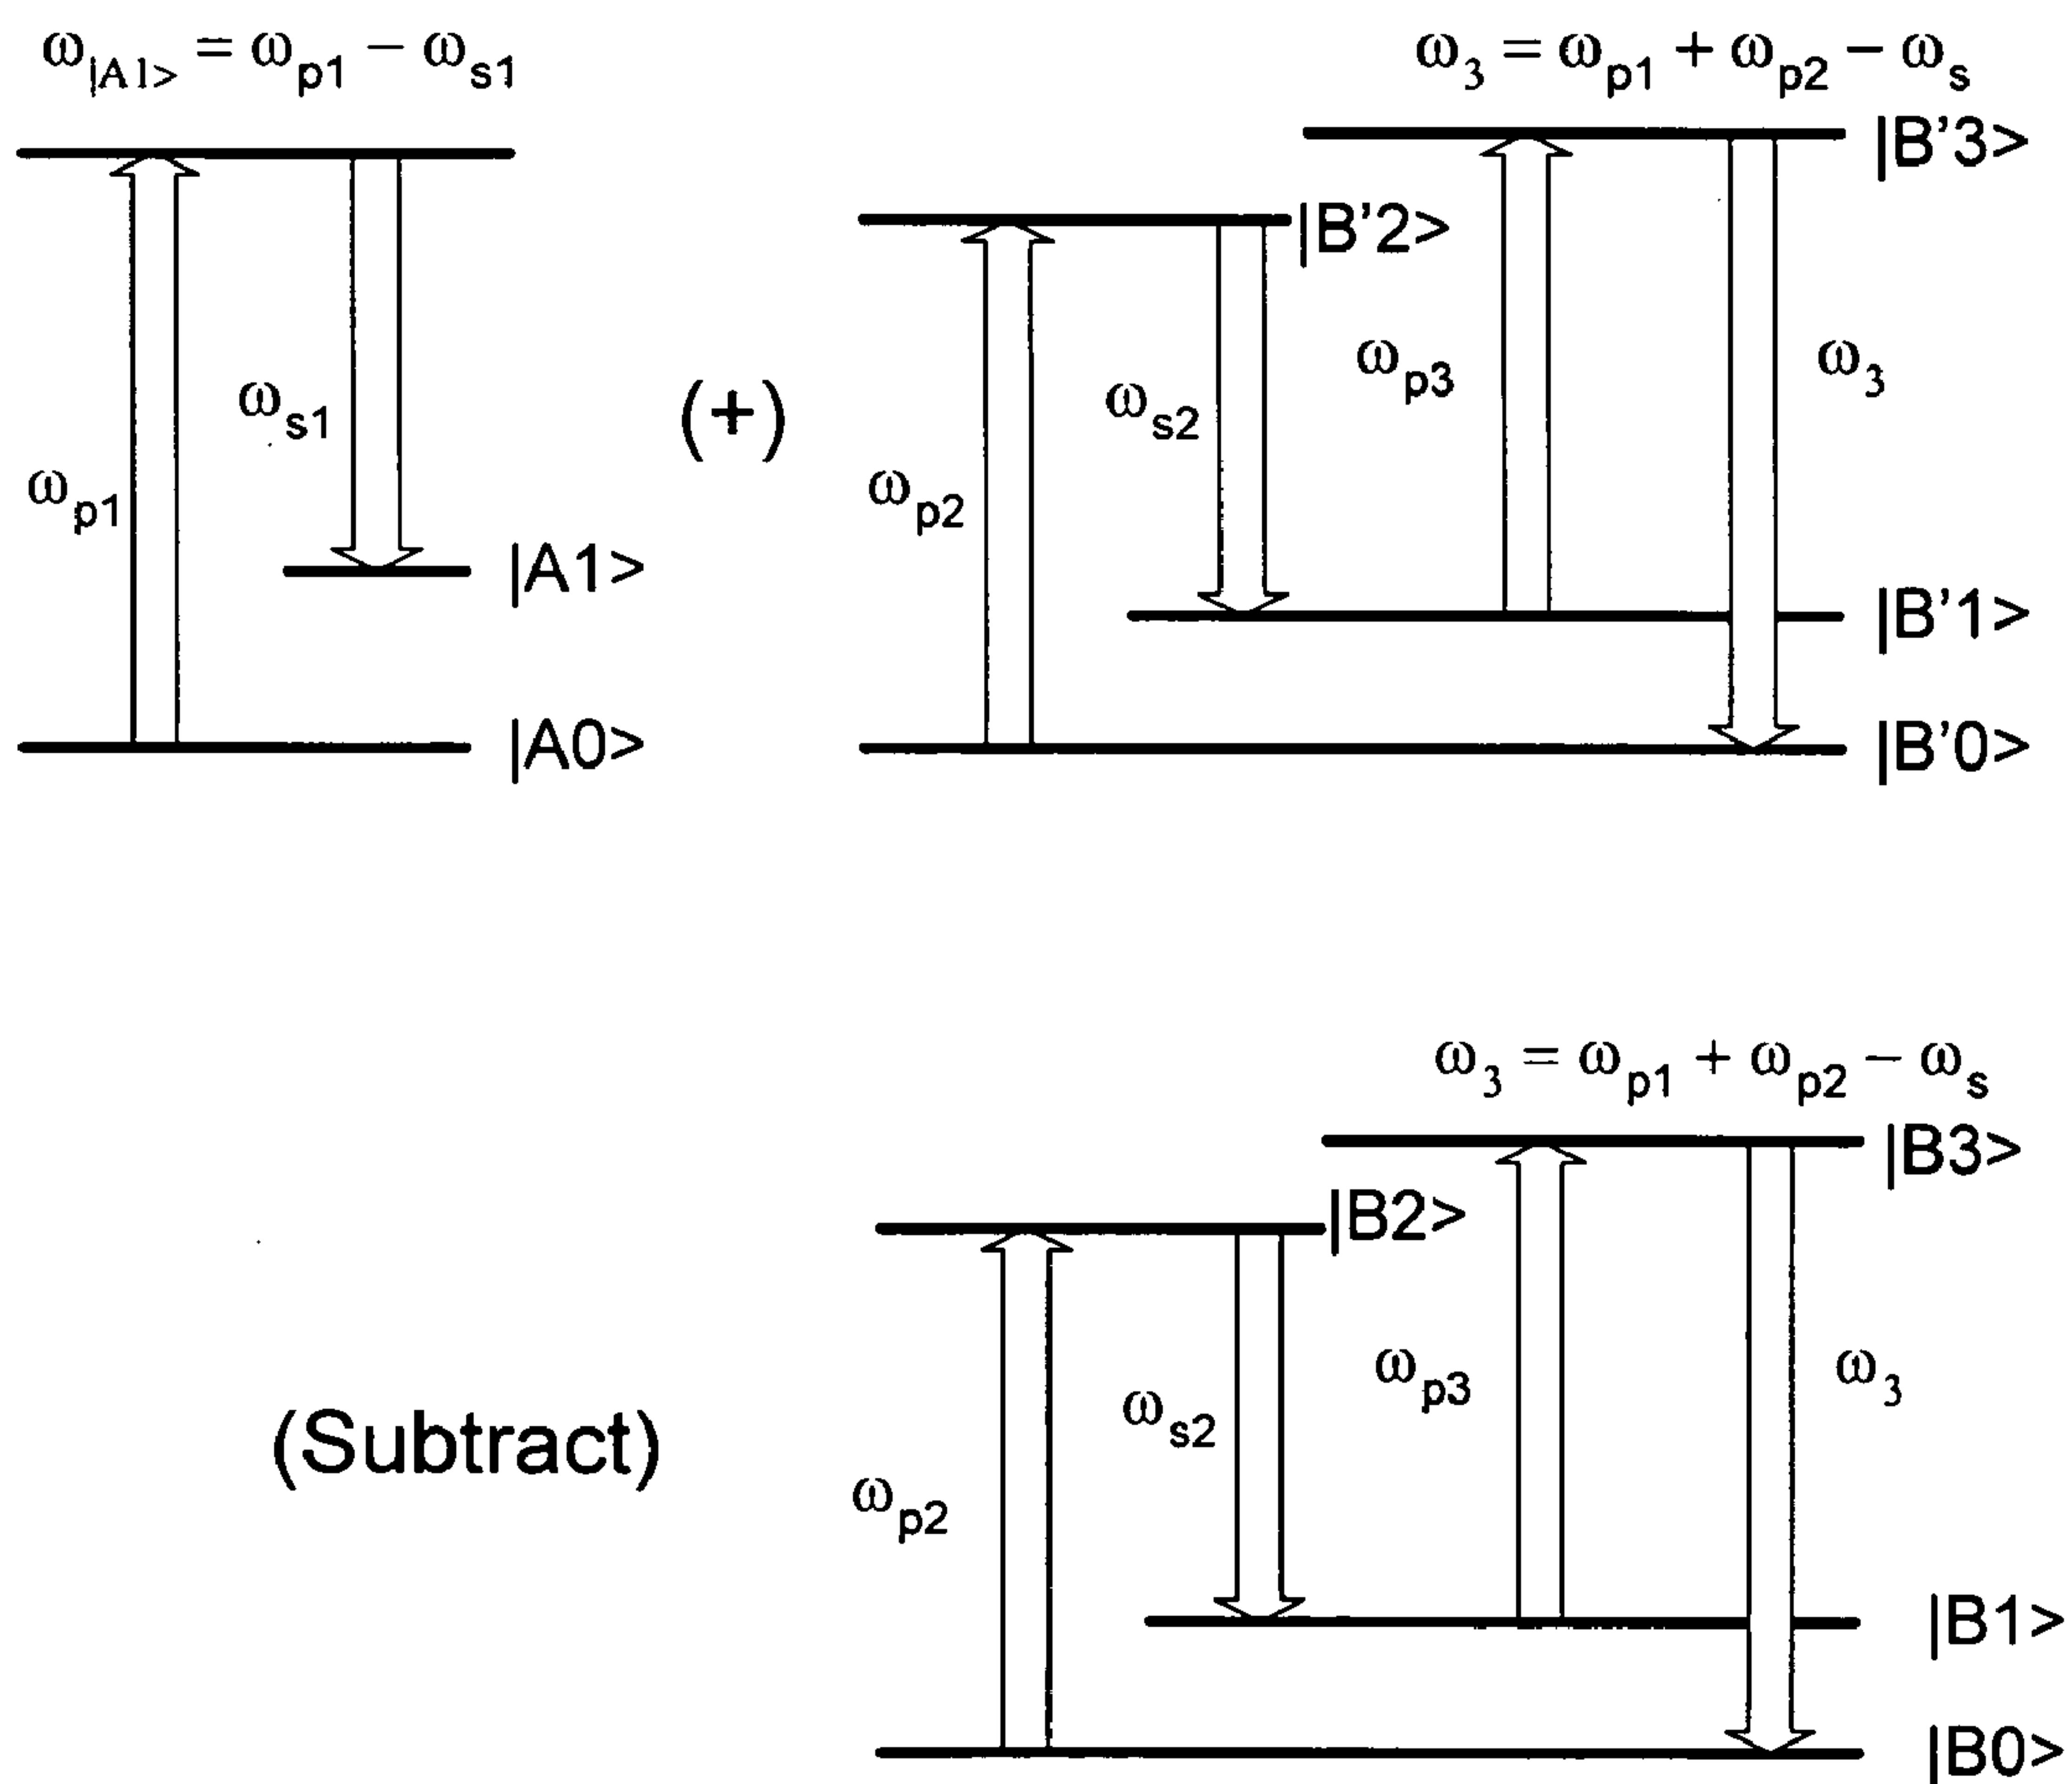 ω|A1> = ωp1 − ωs1
ω3 = ωp1 + ωp2 − ωs
|B’3>
|B’2>
ωp3
ω3
ωs1
(+)
ωs2
ωp1
ωp2
|A1>
|B’1>
|A0>
|B’0>
ω3 = ωp1 + ωp2 − ωs
|B3>
|B2>
ωp3
ω3
ωs2
(Subtract)
ωp2
|B1>
|B0>